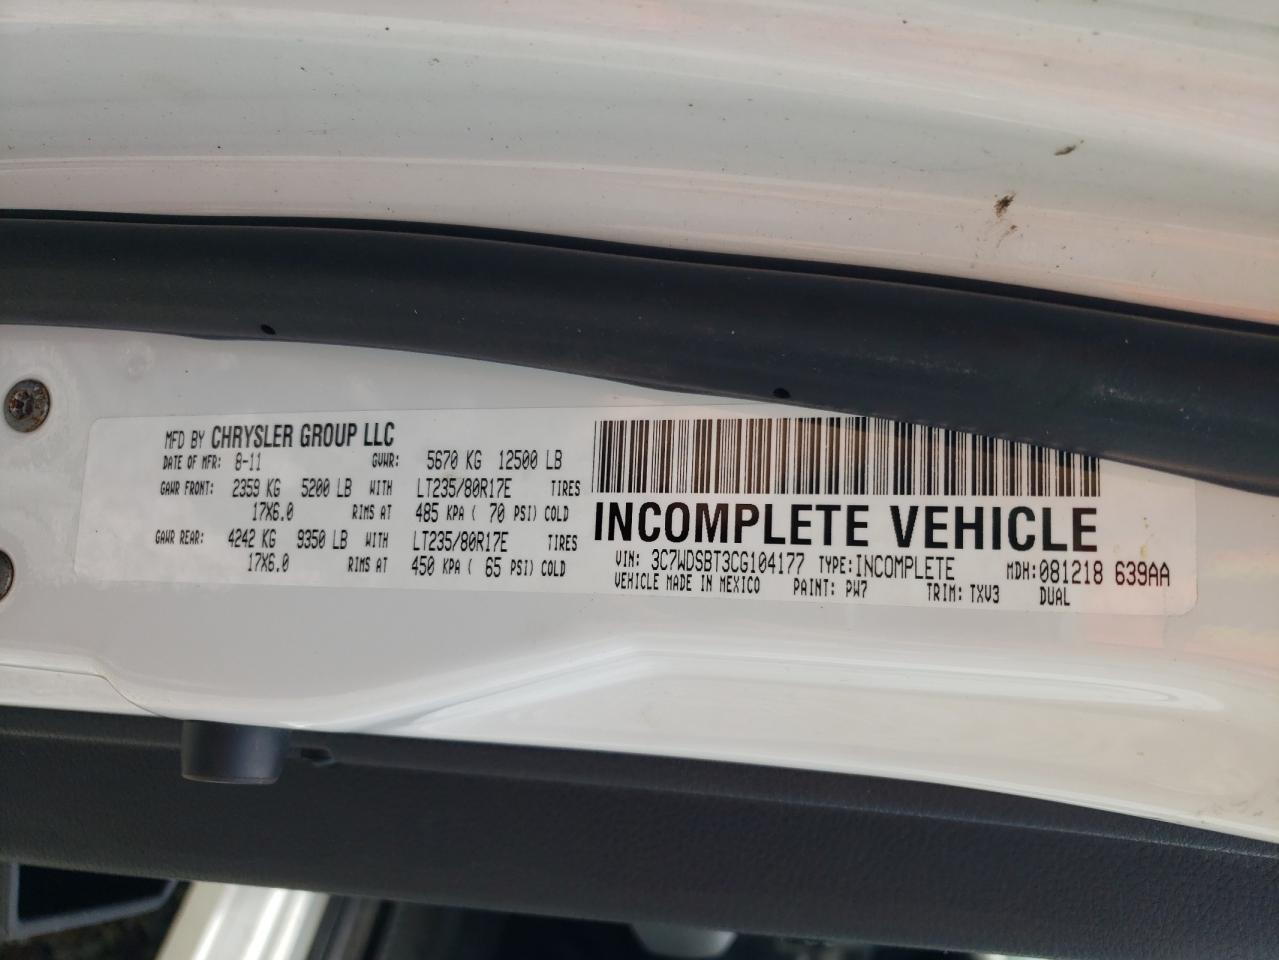 MFD BY CHRYSLER GROUP LLC
DATE OF MFR: 8-11 GVWR: 5670 KG 12500 LB
GAWR FRONT: 2359 KG 5200 LB WITH LT235/80R17E TIRES
17X6.0 RIMS AT 485 KPA ( 70 PSI) COLD
GAWR REAR: 4242 KG 9350 LB WITH LT235/80R17E TIRES
17X6.0 RIMS AT 450 KPA ( 65 PSI) COLD
INCOMPLETE VEHICLE
VIN: 3C7WDSBT3CG104177 TYPE: INCOMPLETE MDH: 081218 639AA
VEHICLE MADE IN MEXICO PAINT: PW7 TRIM: TXV3 DUAL